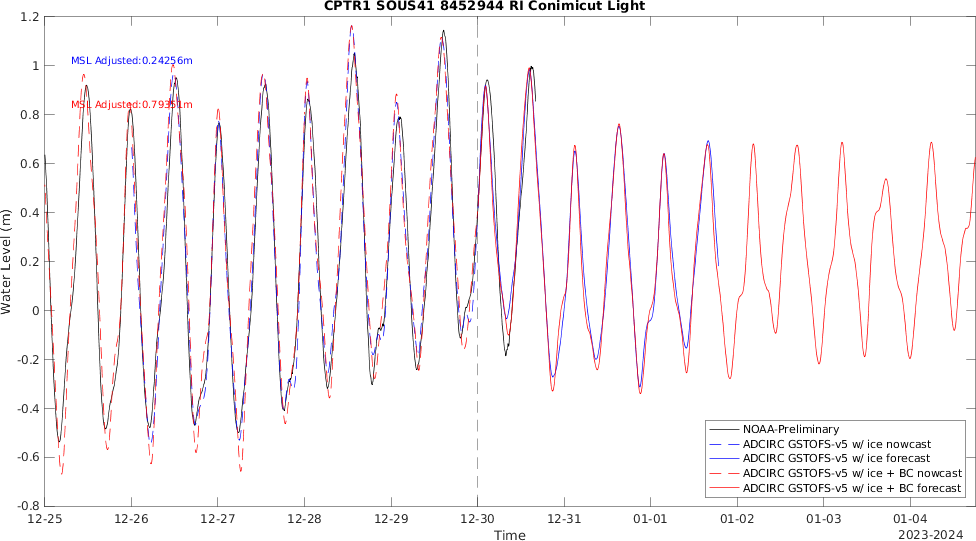 CPTR1 SOUS41 8452944 RI Conimicut Light
1.2
1
0.8
0.6
0.4
0.2
0
-0.2
-0.4
-0.6
-0.8
Water Level (m)
MSL Adjusted:0.24256m
MSL Adjusted:0.79351m
NOAA-Preliminary
ADCIRC GSTOFS-v5 w/ ice nowcast
ADCIRC GSTOFS-v5 w/ ice forecast
ADCIRC GSTOFS-v5 w/ ice + BC nowcast
ADCIRC GSTOFS-v5 w/ ice + BC forecast
12-25 12-26 12-27 12-28 12-29 12-30 12-31 01-01 01-02 01-03 01-04
Time
2023-2024